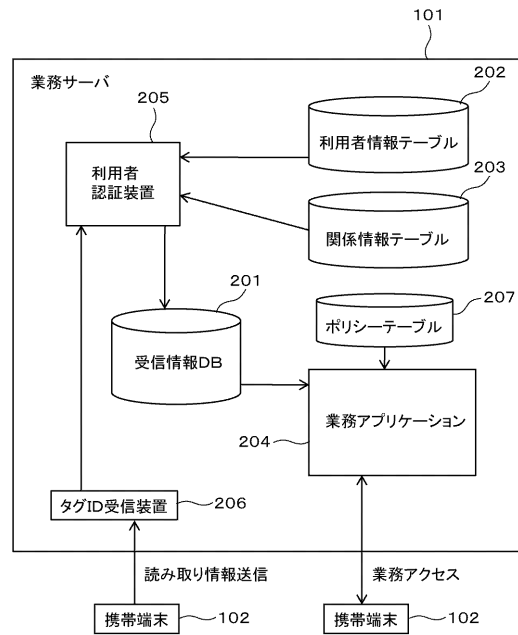 101
業務サーバ
202
205
利用者情報テーブル
利用者
認証装置
203
関係情報テーブル
201
207
ポリシーテーブル
受信情報DB
業務アプリケーション
204
タグID受信装置
206
読み取り情報送信
業務アクセス
携帯端末
102
携帯端末
102